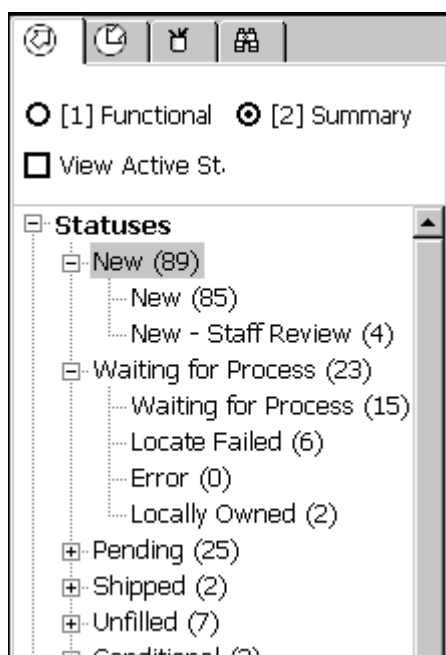 [1] Functional [2] Summary
View Active St.
Statuses
New (89)
New (85)
New - Staff Review (4)
Waiting for Process (23)
Waiting for Process (15)
Locate Failed (6)
Error (0)
Locally Owned (2)
Pending (25)
Shipped (2)
Unfilled (7)
Conditional